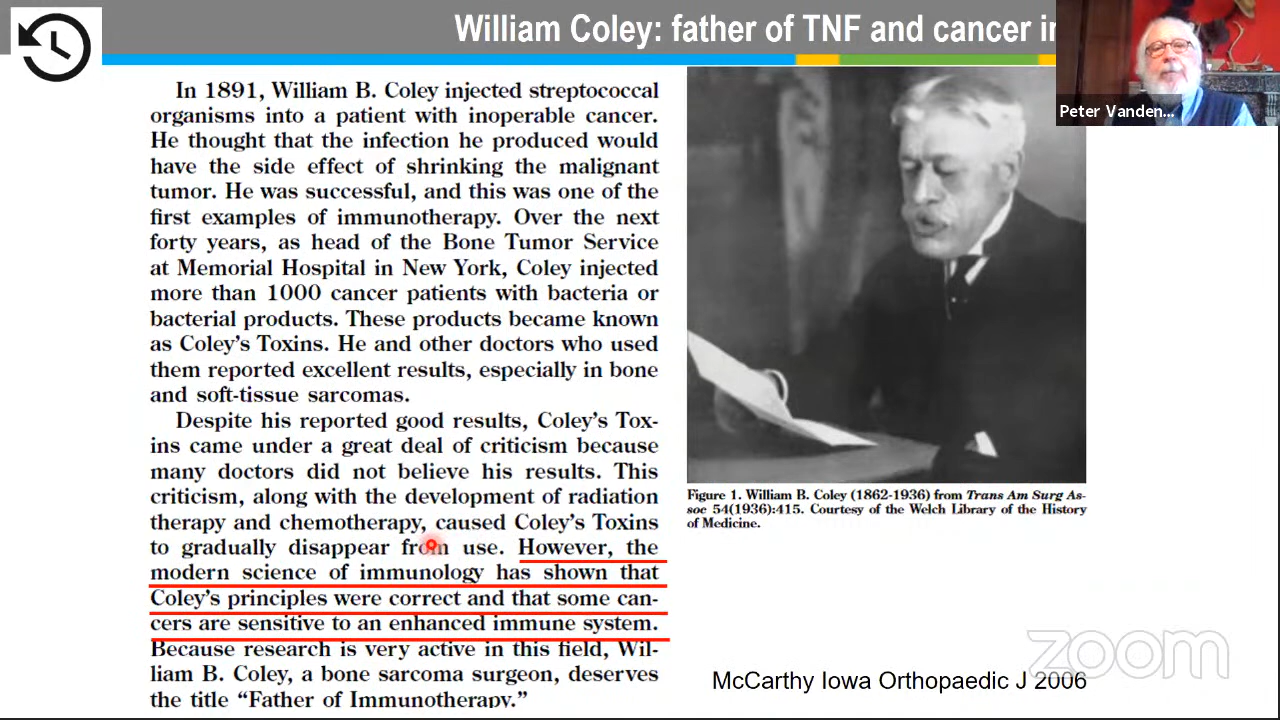 William Coley: father of TNF and cancer
Peter Vanden...
In 1891, William B. Coley injected streptococcal
organisms into a patient with inoperable cancer.
He thought that the infection he produced would
have the side effect of shrinking the malignant
tumor. He was successful, and this was one of the
first examples of immunotherapy. Over the next
forty years, as head of the Bone Tumor Service
at Memorial Hospital in New York, Coley injected
more than 1000 cancer patients with bacteria or
bacterial products. These products became known
as Coley's Toxins. He and other doctors who used
them reported excellent results, especially in bone
and soft-tissue sarcomas.
Despite his reported good results, Coley's Tox-
ins came under a great deal of criticism because
many doctors did not believe his results. This
criticism, along with the development of radiation
therapy and chemotherapy, caused Coley's Toxins
to gradually disappear from use. However, the
modern science of immunology has shown that
Coley's principles were correct and that some can-
cers are sensitive to an enhanced immune system.
Because research is very active in this field, Wil-
liam B. Coley, a bone sarcoma surgeon, deserves
the title “Father of Immunotherapy.”
Figure 1. William B. Coley (1862-1936) from Trans Am Surg As-
soc 54(1936):415. Courtesy of the Welch Library of the History
of Medicine.
McCarthy Iowa Orthopaedic J 2006
zoom